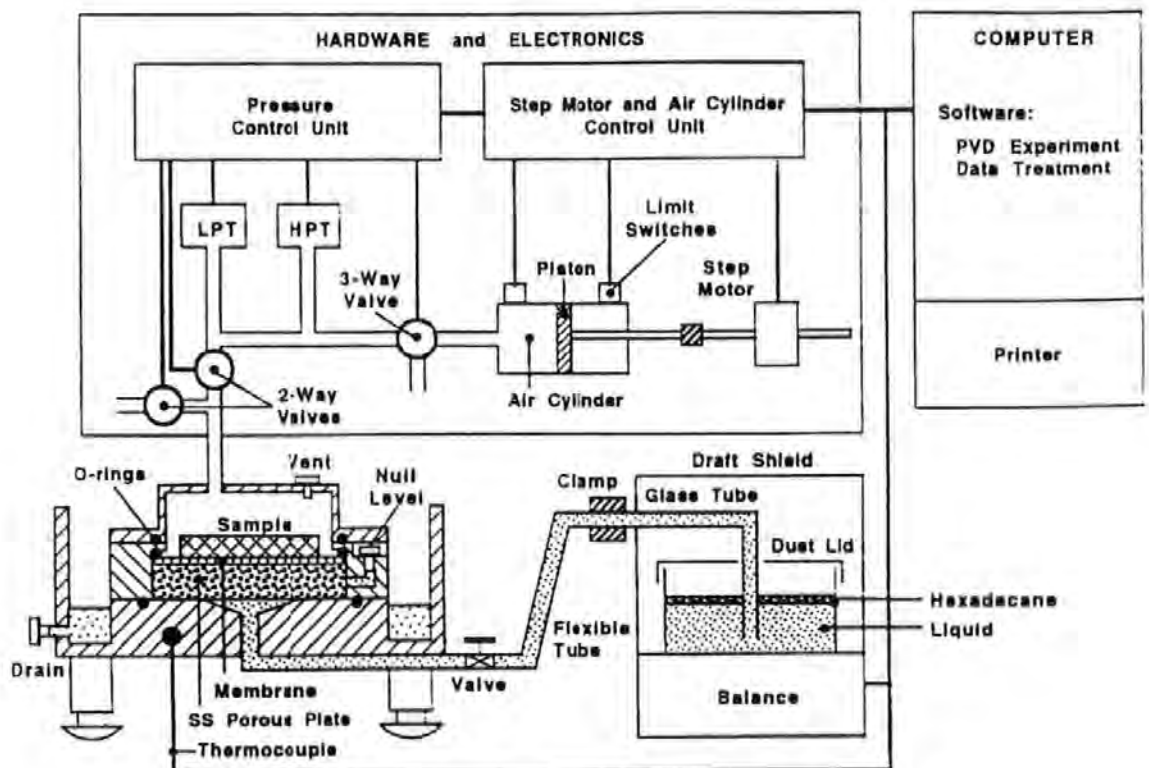 HARDWARE and ELECTRONICS
COMPUTER
Pressure
Control Unit
Step Motor and Air Cylinder
Control Unit
Software:
PVD Experiment
Data Treatment
LPT
HPT
Limit
Switches
3-Way
Valve
Piston
Step
Motor
Printer
2-Way
Valves
Air Cylinder
O-rings
Vent
Null
Level
Sample
Clamp
Draft Shield
Glass Tube
Dust Lid
Hexadecane
Liquid
Flexible
Tube
Drain
Valve
Membrane
SS Porous Plate
Thermocouple
Balance